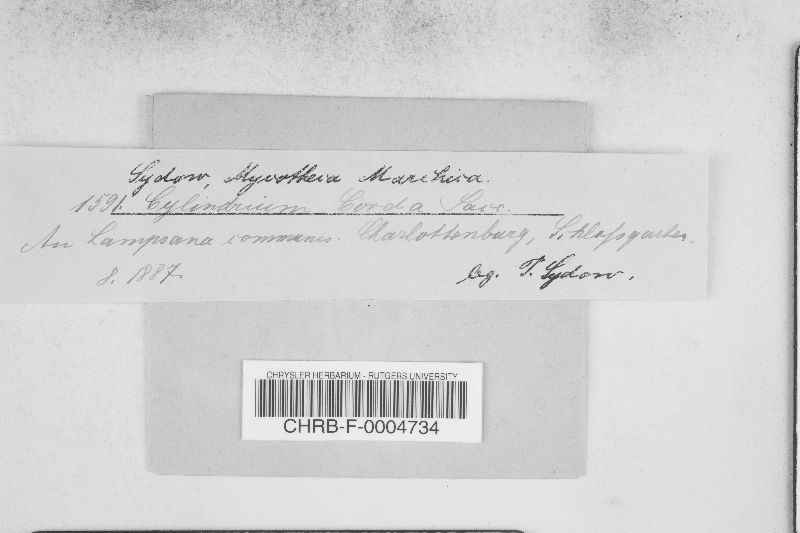 Sydow, Mycotheca Marchica.
1591. Cylindrium Corda Sacc.
An Lampsana communis. Charlottenburg, Schloßgarten.
8. 1887.
leg. P. Sydow.
CHRYSLER HERBARIUM - RUTGERS UNIVERSITY
CHRB-F-0004734